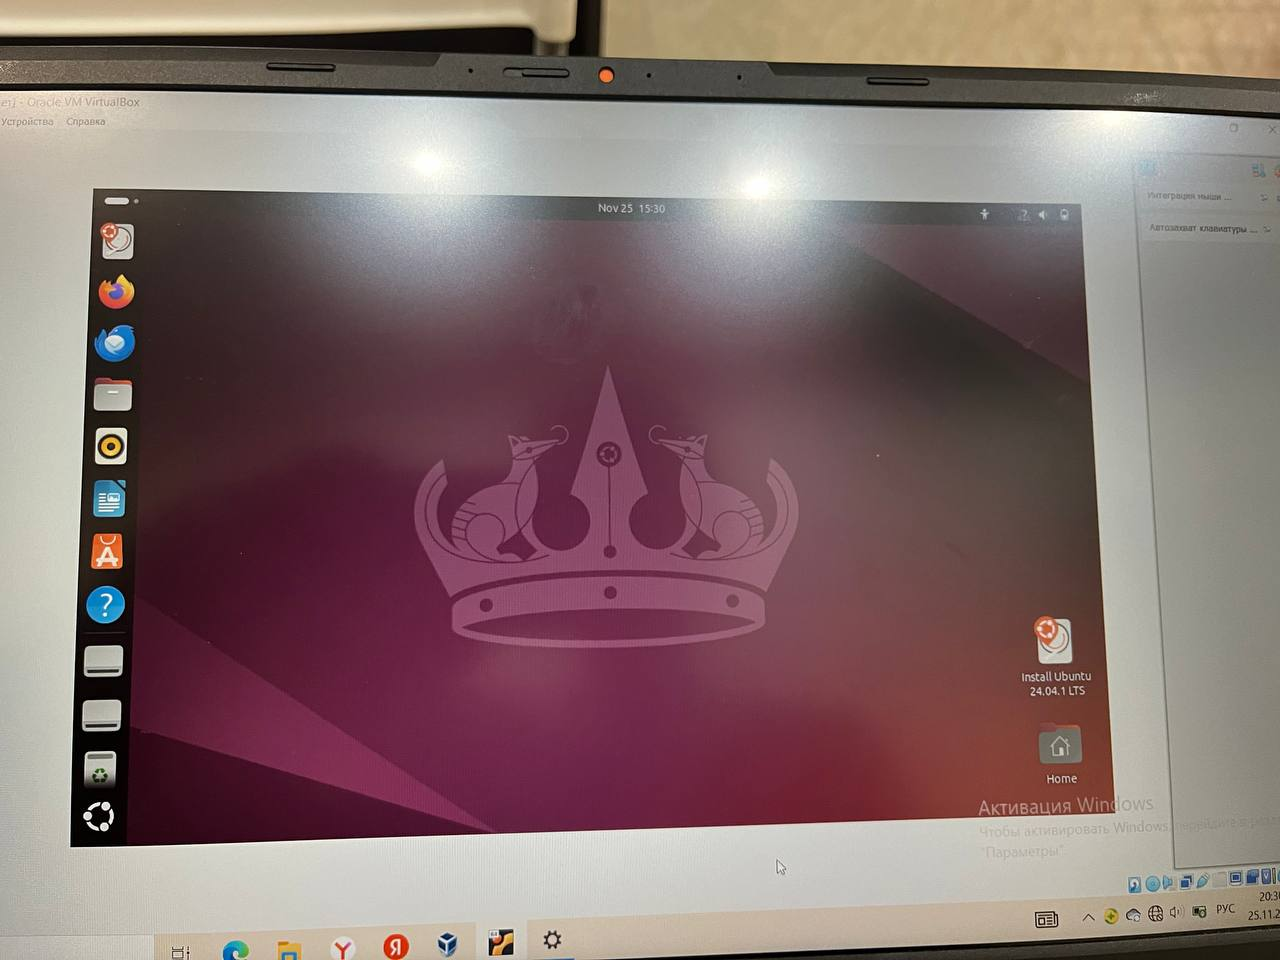 - Oracle VM VirtualBox
Устройства Справка
Интеграция мыши ...
Автозахват клавиатуры ...
Nov 25 15:30
Install Ubuntu
24.04.1 LTS
Home
Активация Windows
Чтобы активировать Windows, перейдите в
"Параметры".
РУС